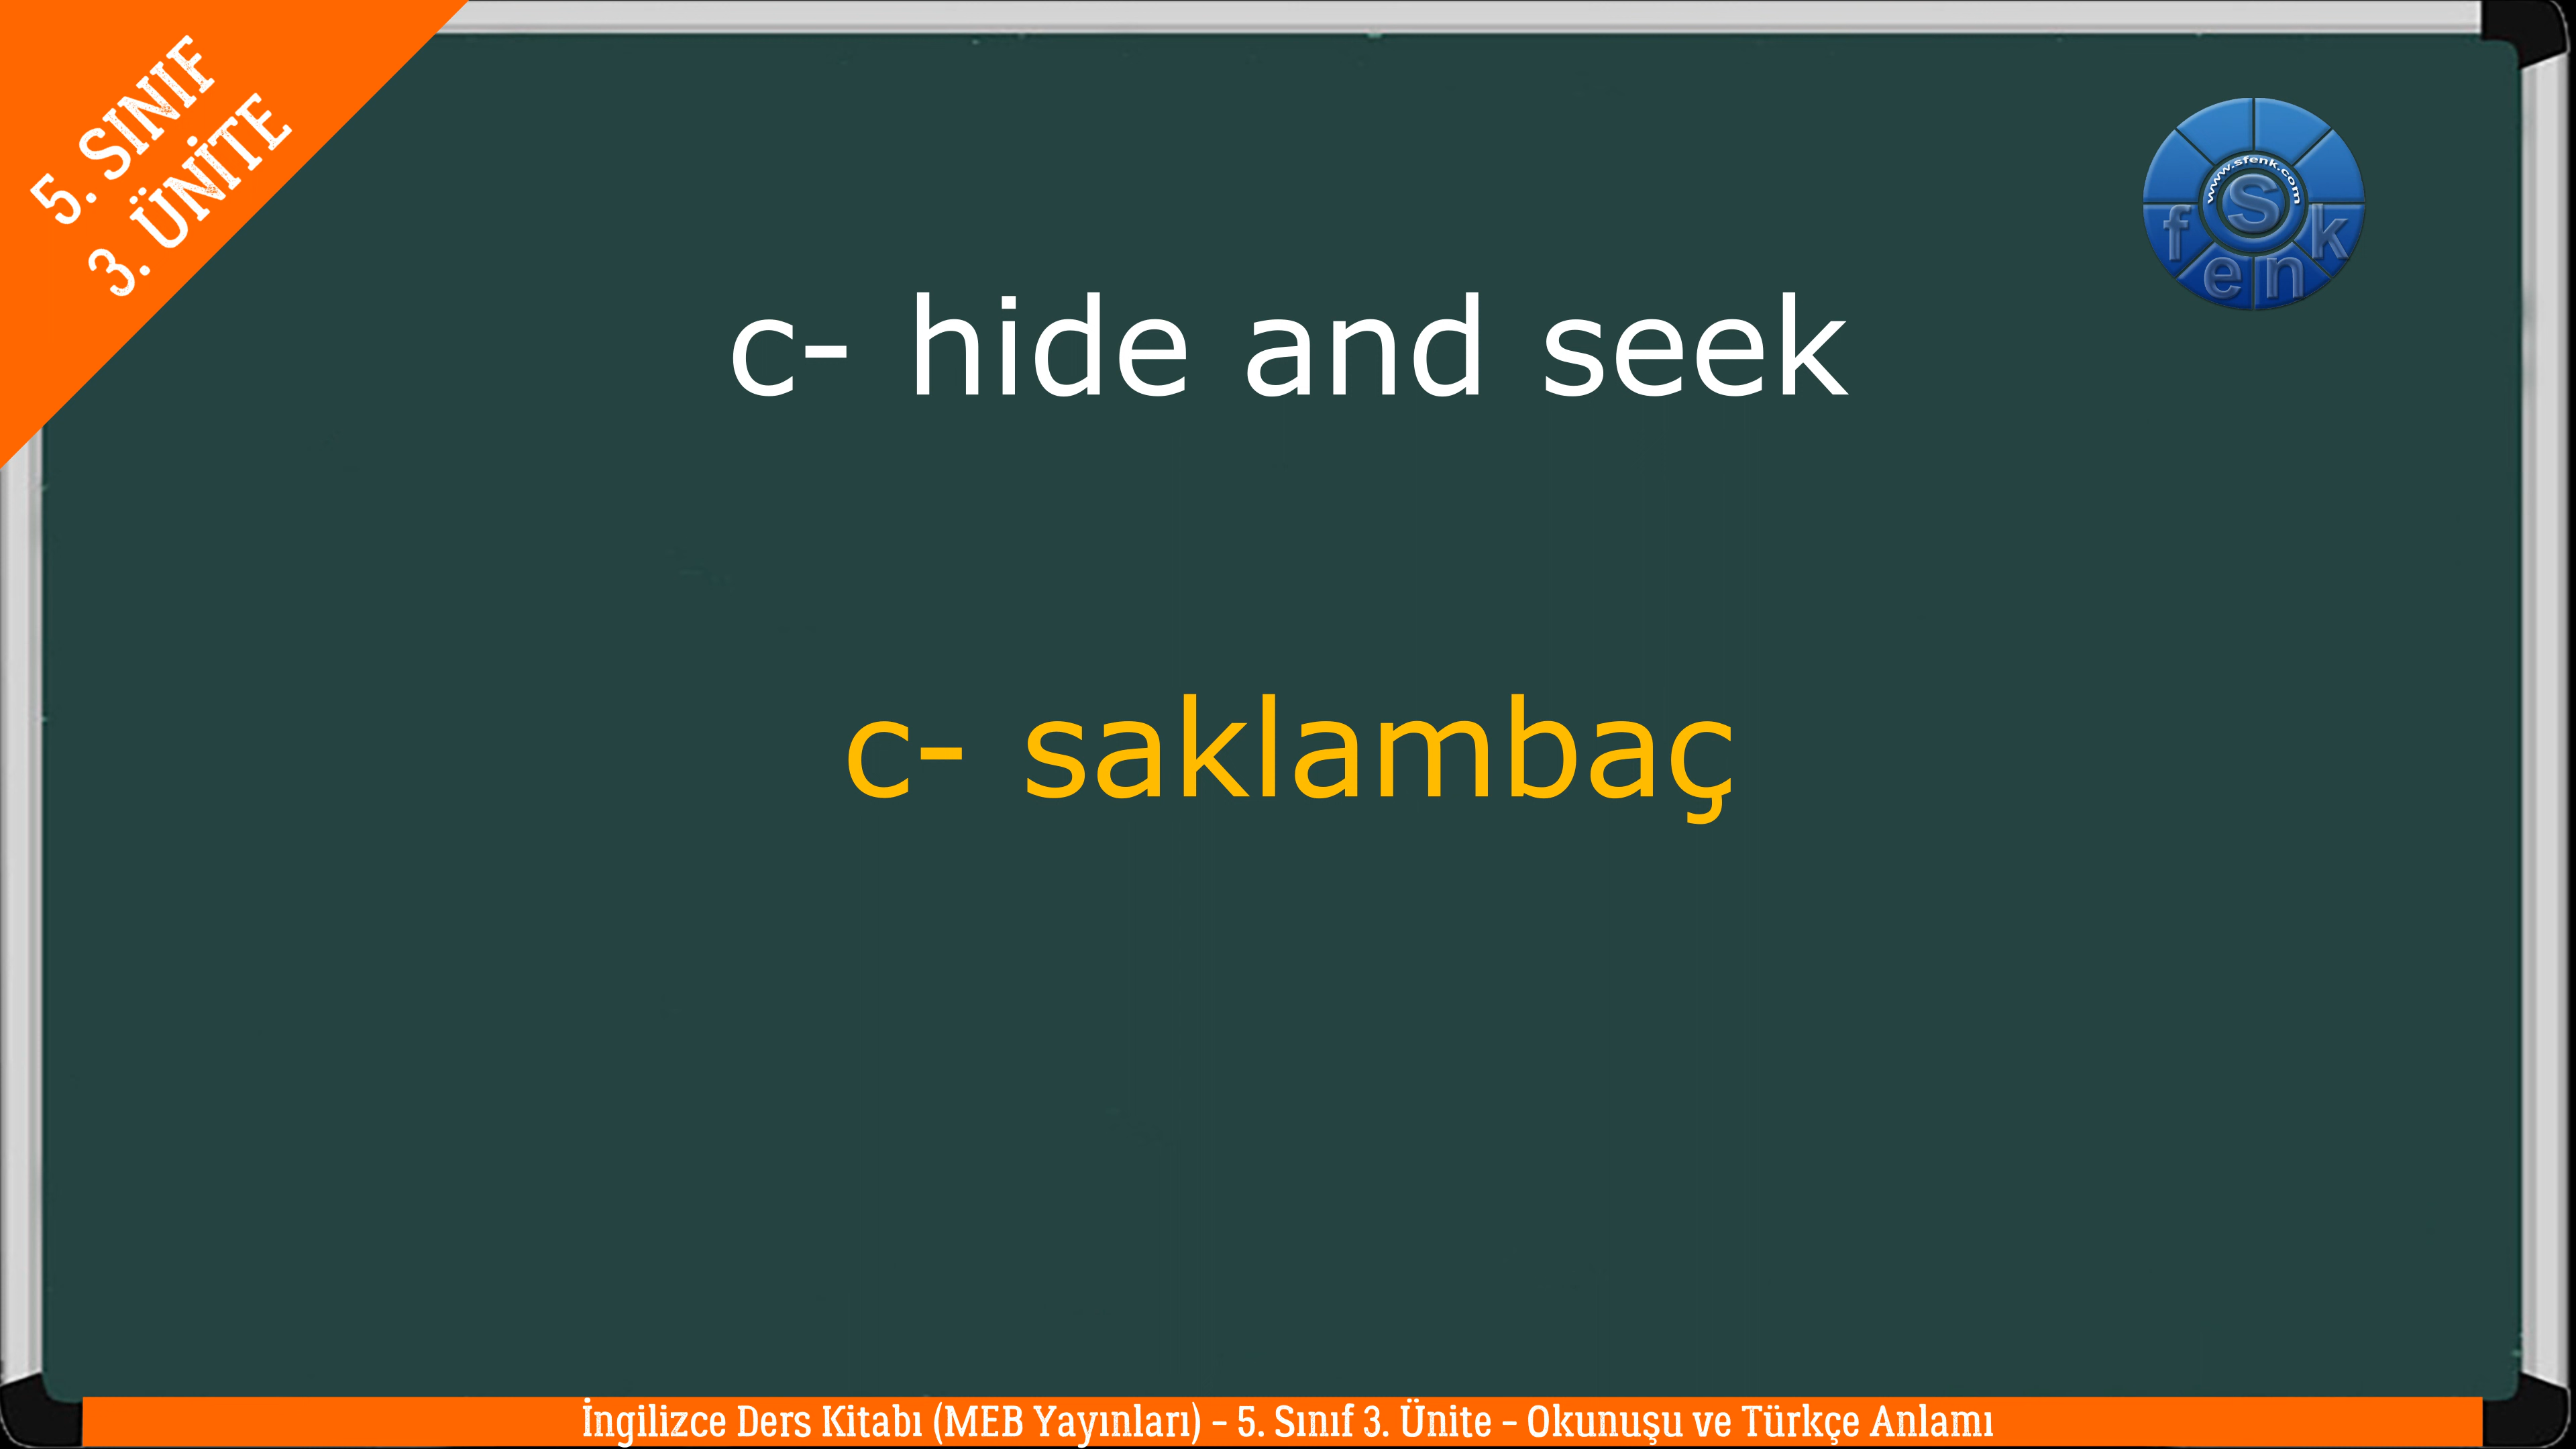 5. SINIF
3. ÜNİTE
www.sfenk.com
S
f e n k
c- hide and seek
c- saklambaç
İngilizce Ders Kitabı (MEB Yayınları) – 5. Sınıf 3. Ünite – Okunuşu ve Türkçe Anlamı